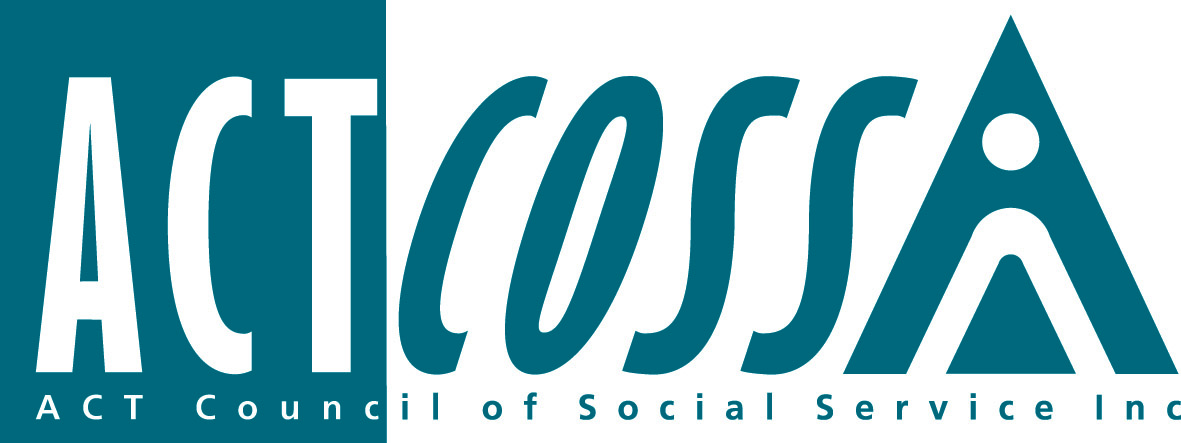 ACTCOSS
ACT Council of Social Service Inc